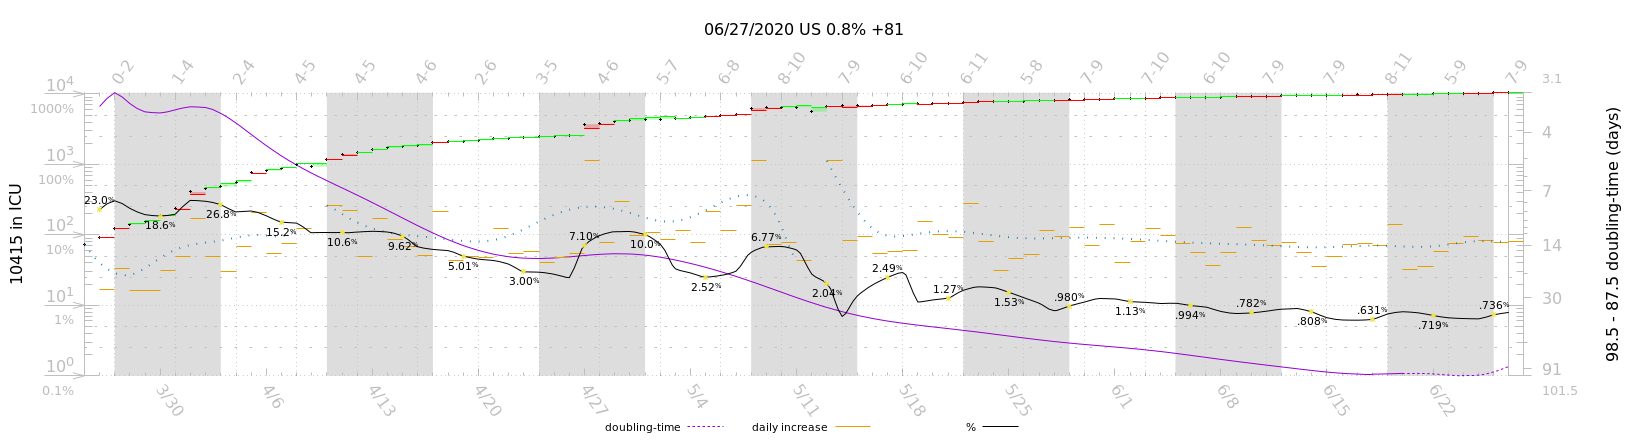 06/27/2020 US 0.8% +81
0-2 1-4 2-4 4-5 4-5 4-6 2-6 3-5 4-6 5-7 6-8 8-10 7-9 6-10 6-11 5-8 7-9 7-10 6-10 7-9 7-9 8-11 5-9 7-9
10⁴ 3.1
1000%
4
10³
100%
7
23.0% 18.6% 26.8% 15.2% 10.6% 9.62% 5.01% 3.00% 7.10% 10.0% 2.52% 6.77% 2.04% 2.49% 1.27% 1.53% .980% 1.13% .994% .782% .808% .631% .719% .736%
10²
10% 14
10¹ 30
1%
10⁰ 91
0.1% 101.5
10415 in ICU
98.5 - 87.5 doubling-time (days)
3/30 4/6 4/13 4/20 4/27 5/4 5/11 5/18 5/25 6/1 6/8 6/15 6/22
doubling-time daily increase %